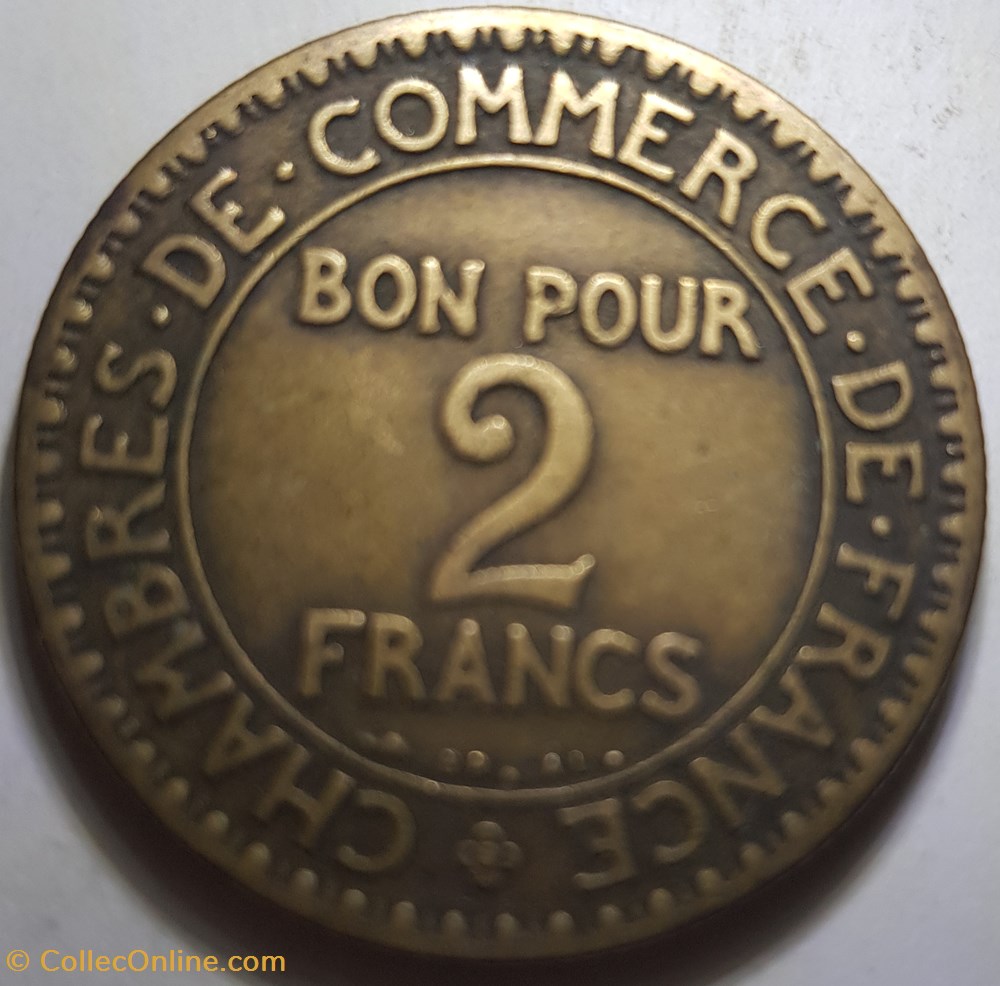 CHAMBRES · DE · COMMERCE · DE · FRANCE
BON POUR
2
FRANCS
© CollecOnline.com